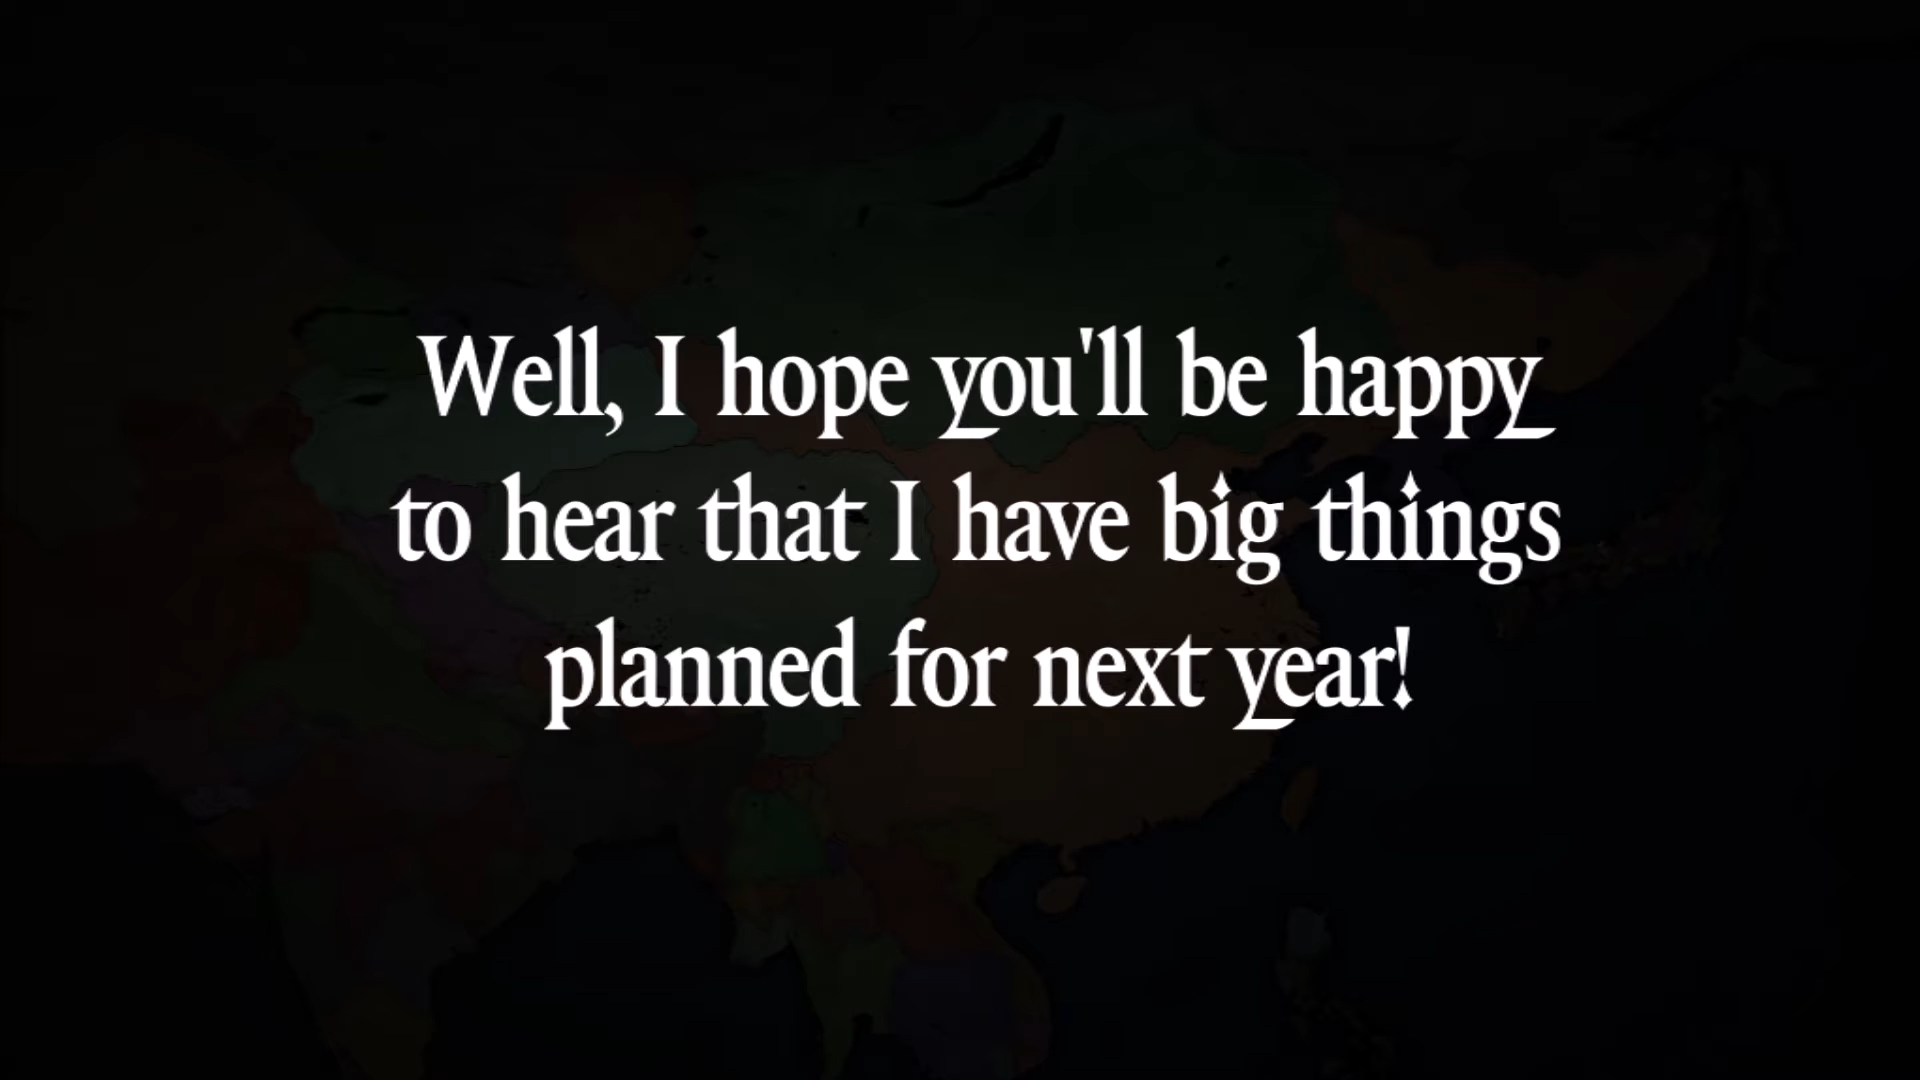 Well, I hope you'll be happy
to hear that I have big things
planned for next year!